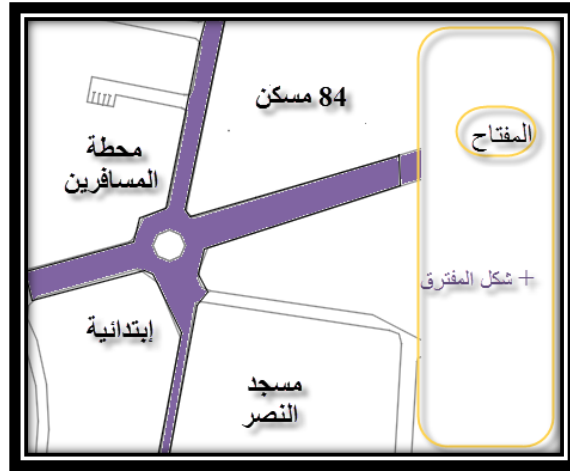 84 مسكن
المفتاح
محطة
المسافرين
+ شكل المفترق
إبتدائية
مسجد
النصر